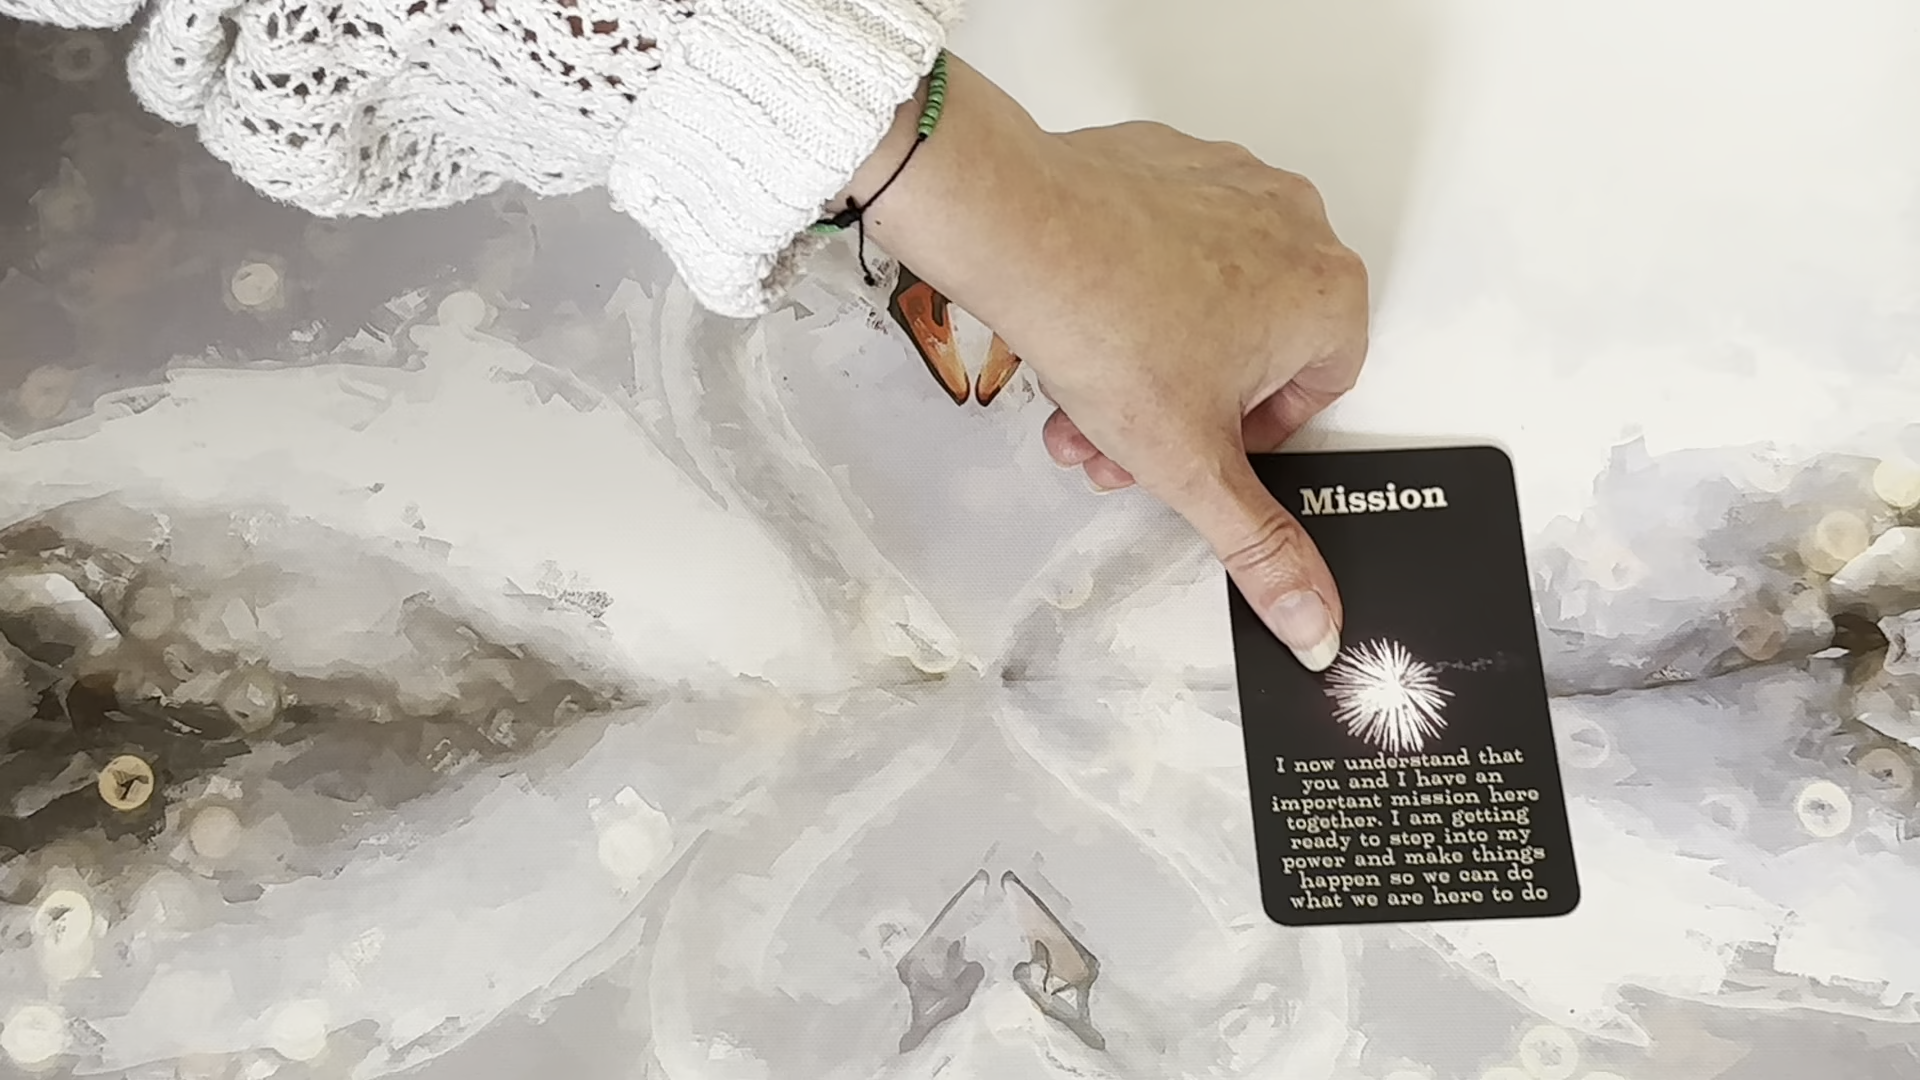 Mission
I now understand that
you and I have an
important mission here
together. I am getting
ready to step into my
power and make things
happen so we can do
what we are here to do